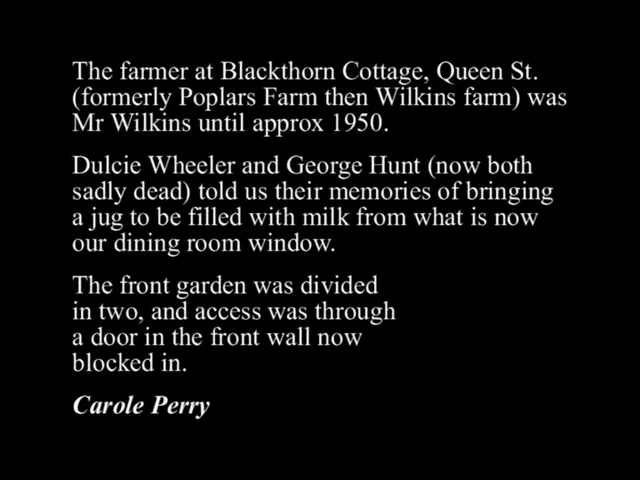 The farmer at Blackthorn Cottage, Queen St.
(formerly Poplars Farm then Wilkins farm) was
Mr Wilkins until approx 1950.
Dulcie Wheeler and George Hunt (now both
sadly dead) told us their memories of bringing
a jug to be filled with milk from what is now
our dining room window.
The front garden was divided
in two, and access was through
a door in the front wall now
blocked in.
Carole Perry